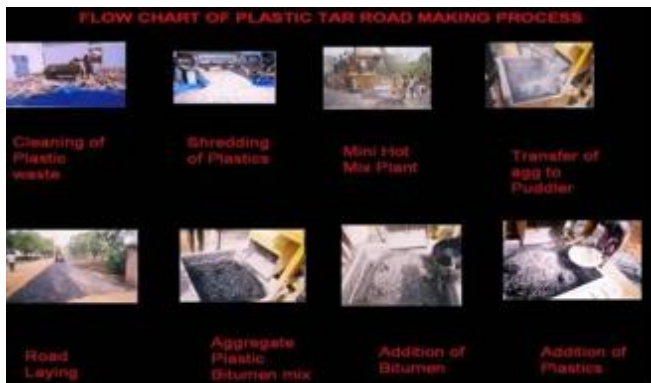 FLOW CHART OF PLASTIC TAR ROAD MAKING PROCESS
Cleaning of
Plastic
waste
Shredding
of Plastics
Mini Hot
Mix Plant
Transfer of
agg to
Puddler
Road
Laying
Aggregate
Plastic
Bitumen mix
Addition of
Bitumen
Addition of
Plastics